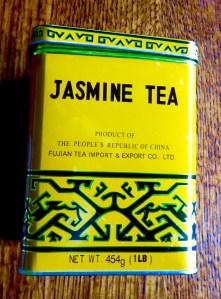 JASMINE TEA
PRODUCT OF
THE PEOPLE'S REPUBLIC OF CHINA
FUJIAN TEA IMPORT & EXPORT CO. LTD.
NET WT. 454g (1LB)